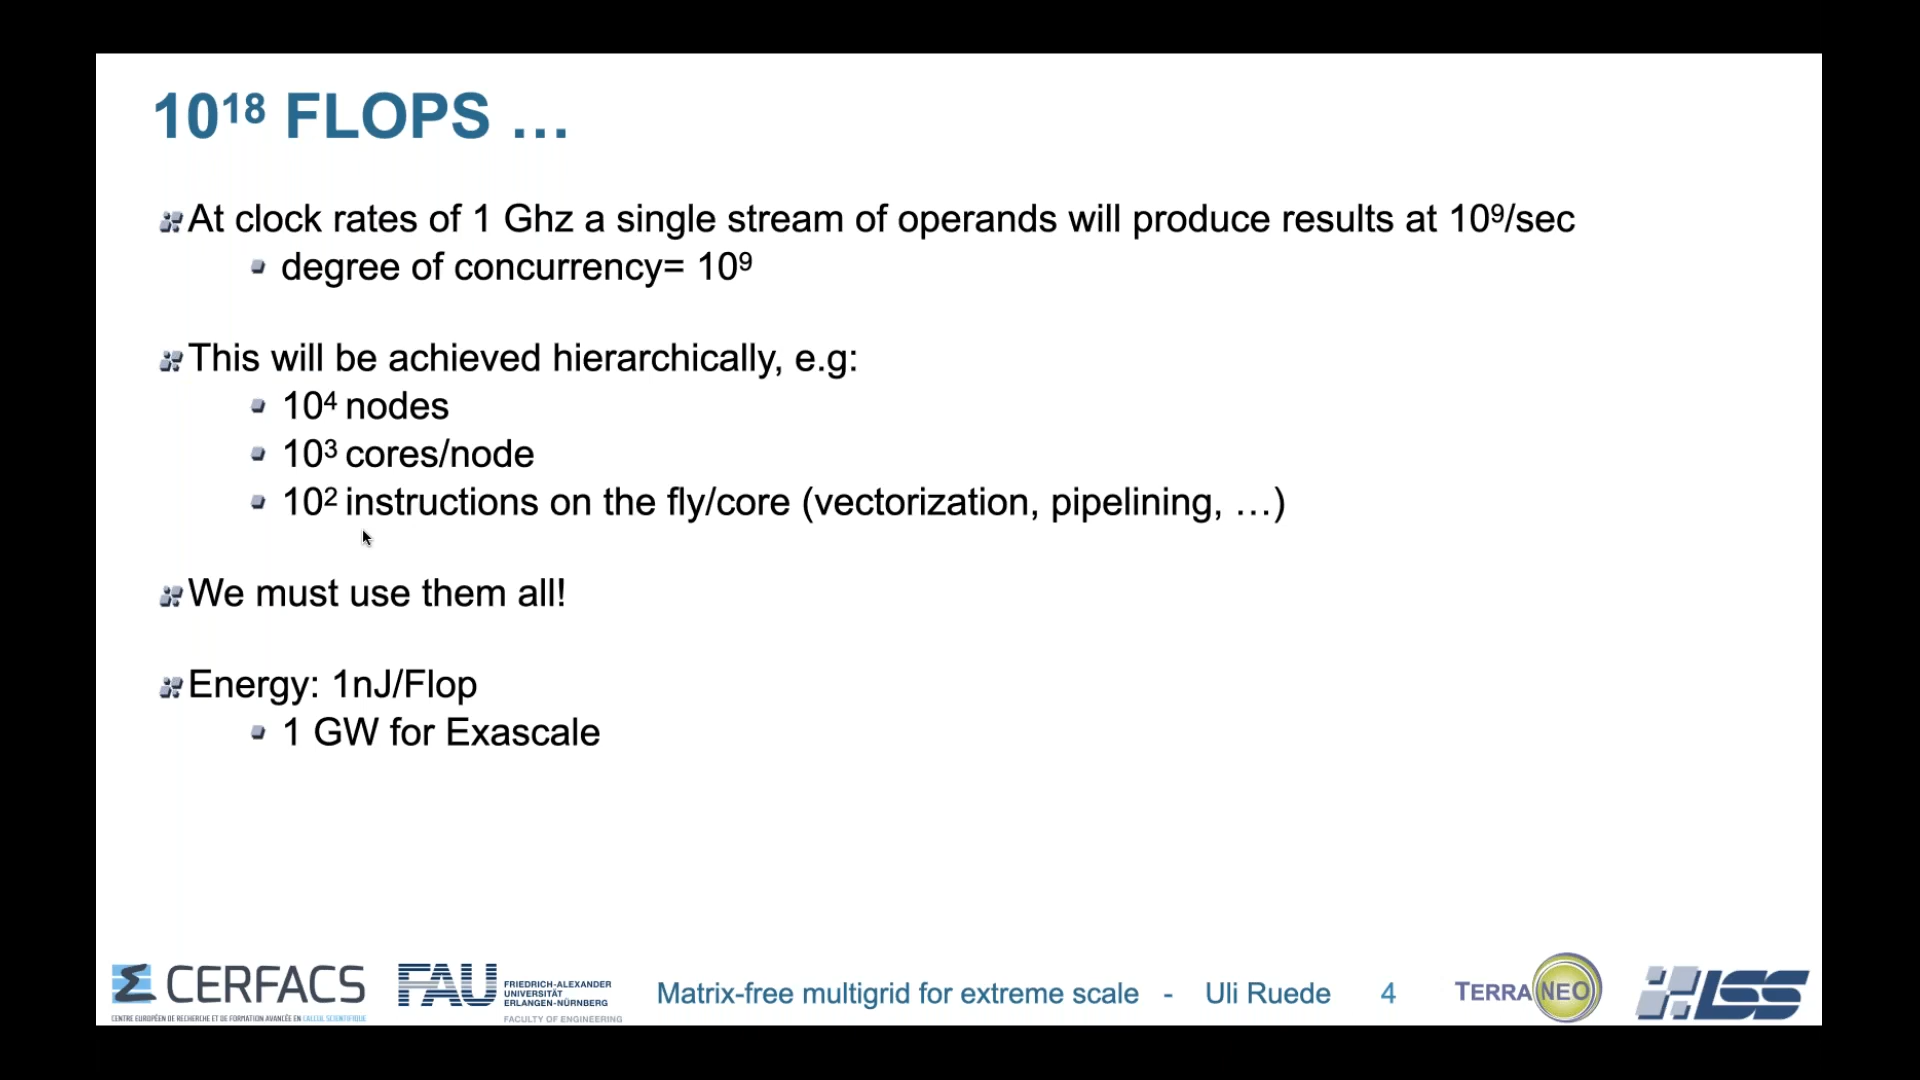 10¹⁸ FLOPS …
At clock rates of 1 Ghz a single stream of operands will produce results at 10⁹/sec
degree of concurrency= 10⁹
This will be achieved hierarchically, e.g:
10⁴ nodes
10³ cores/node
10² instructions on the fly/core (vectorization, pipelining, …)
We must use them all!
Energy: 1nJ/Flop
1 GW for Exascale
CERFACS
CENTRE EUROPÉEN DE RECHERCHE ET DE FORMATION AVANCÉE EN CALCUL SCIENTIFIQUE
FAU
FRIEDRICH-ALEXANDER
UNIVERSITÄT
ERLANGEN-NÜRNBERG
FACULTY OF ENGINEERING
Matrix-free multigrid for extreme scale - Uli Ruede 4
TERRA NEO
LSS